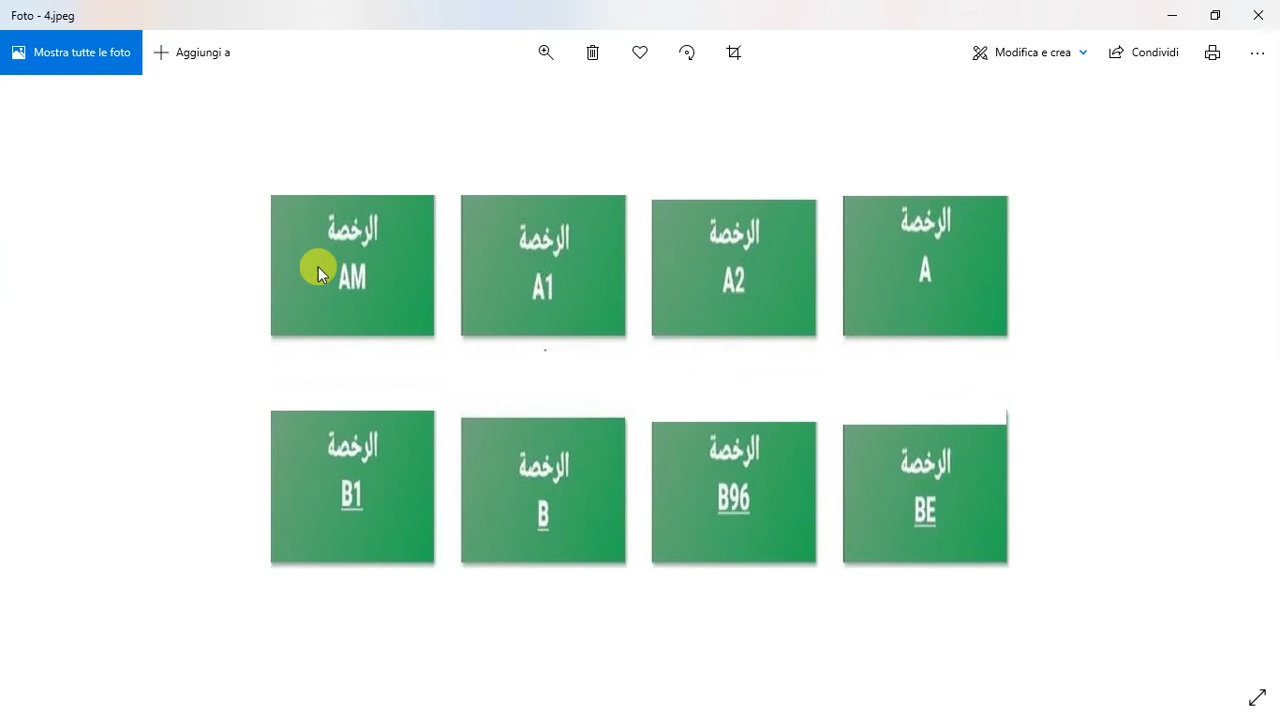 Foto - 4.jpeg
Mostra tutte le foto
Aggiungi a
Modifica e crea
Condividi
الرخصة
AM
الرخصة
A1
الرخصة
A2
الرخصة
A
الرخصة
B1
الرخصة
B
الرخصة
B96
الرخصة
BE